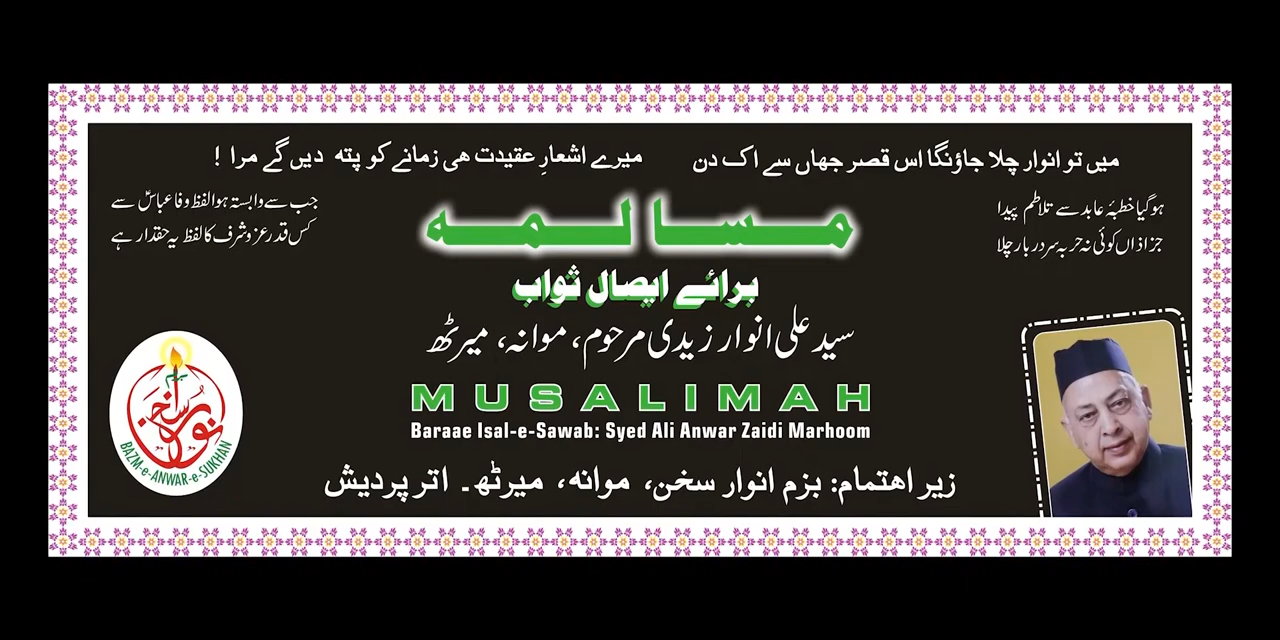 میں تو انوار چلا جاؤنگا اس قصر جہاں سے اک دن میرے اشعارِ عقیدت ھی زمانے کو پتہ دیں گے مرا !
ہوگیا خطبۂ عابد سے تلاطم پیدا
جز اذاں کوئی نہ حربہ سرِ دربار چلا
جب سے وابستہ ہوا لفظ وفا عباسؑ سے
کس قدر عز و شرف کا لفظ یہ حقدار ہے
مسالمہ
برائے ایصال ثواب
سید علی انوار زیدی مرحوم، موانہ، میرٹھ
MUSALIMAH
Baraae Isal-e-Sawab: Syed Ali Anwar Zaidi Marhoom
زیر اھتمام: بزم انوار سخن، موانہ، میرٹھ۔ اتر پردیش
BAZM-e-ANWAR-e-SUKHAN